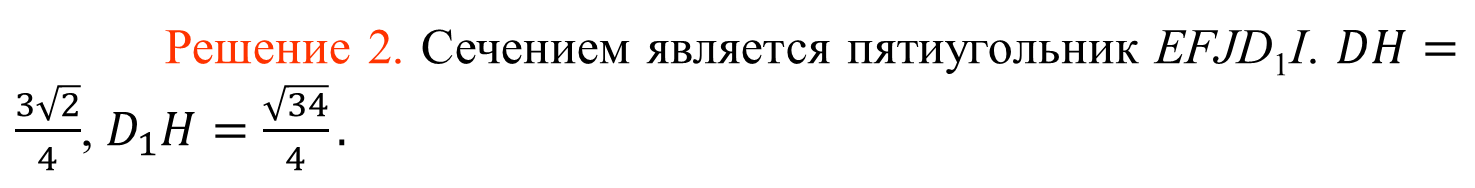 Решение 2. Сечением является пятиугольник EFJD₁I. DH =
3√2/4, D₁H = √34/4.